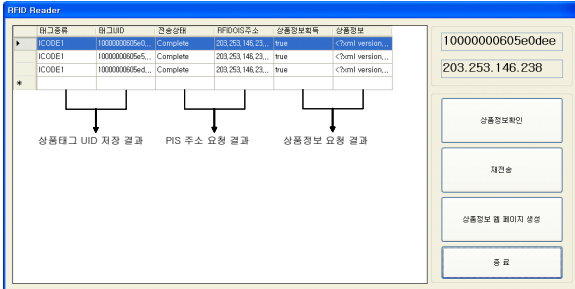 RFID Reader
태그종류 태그UID 전송상태 RFIDOIS주소 상품정보획득 상품정보
ICODE1 10000000605e0... Complete 203,253,146,23... true <?xml version,...
ICODE1 10000000605e5... Complete 203,253,146,23... true <?xml version,...
ICODE1 10000000605ed... Complete 203,253,146,23... true <?xml version,...
상품태그 UID 저장 결과 PIS 주소 요청 결과 상품정보 요청 결과
10000000605e0dee
203.253.146.238
상품정보확인
재전송
상품정보 웹 페이지 생성
종 료